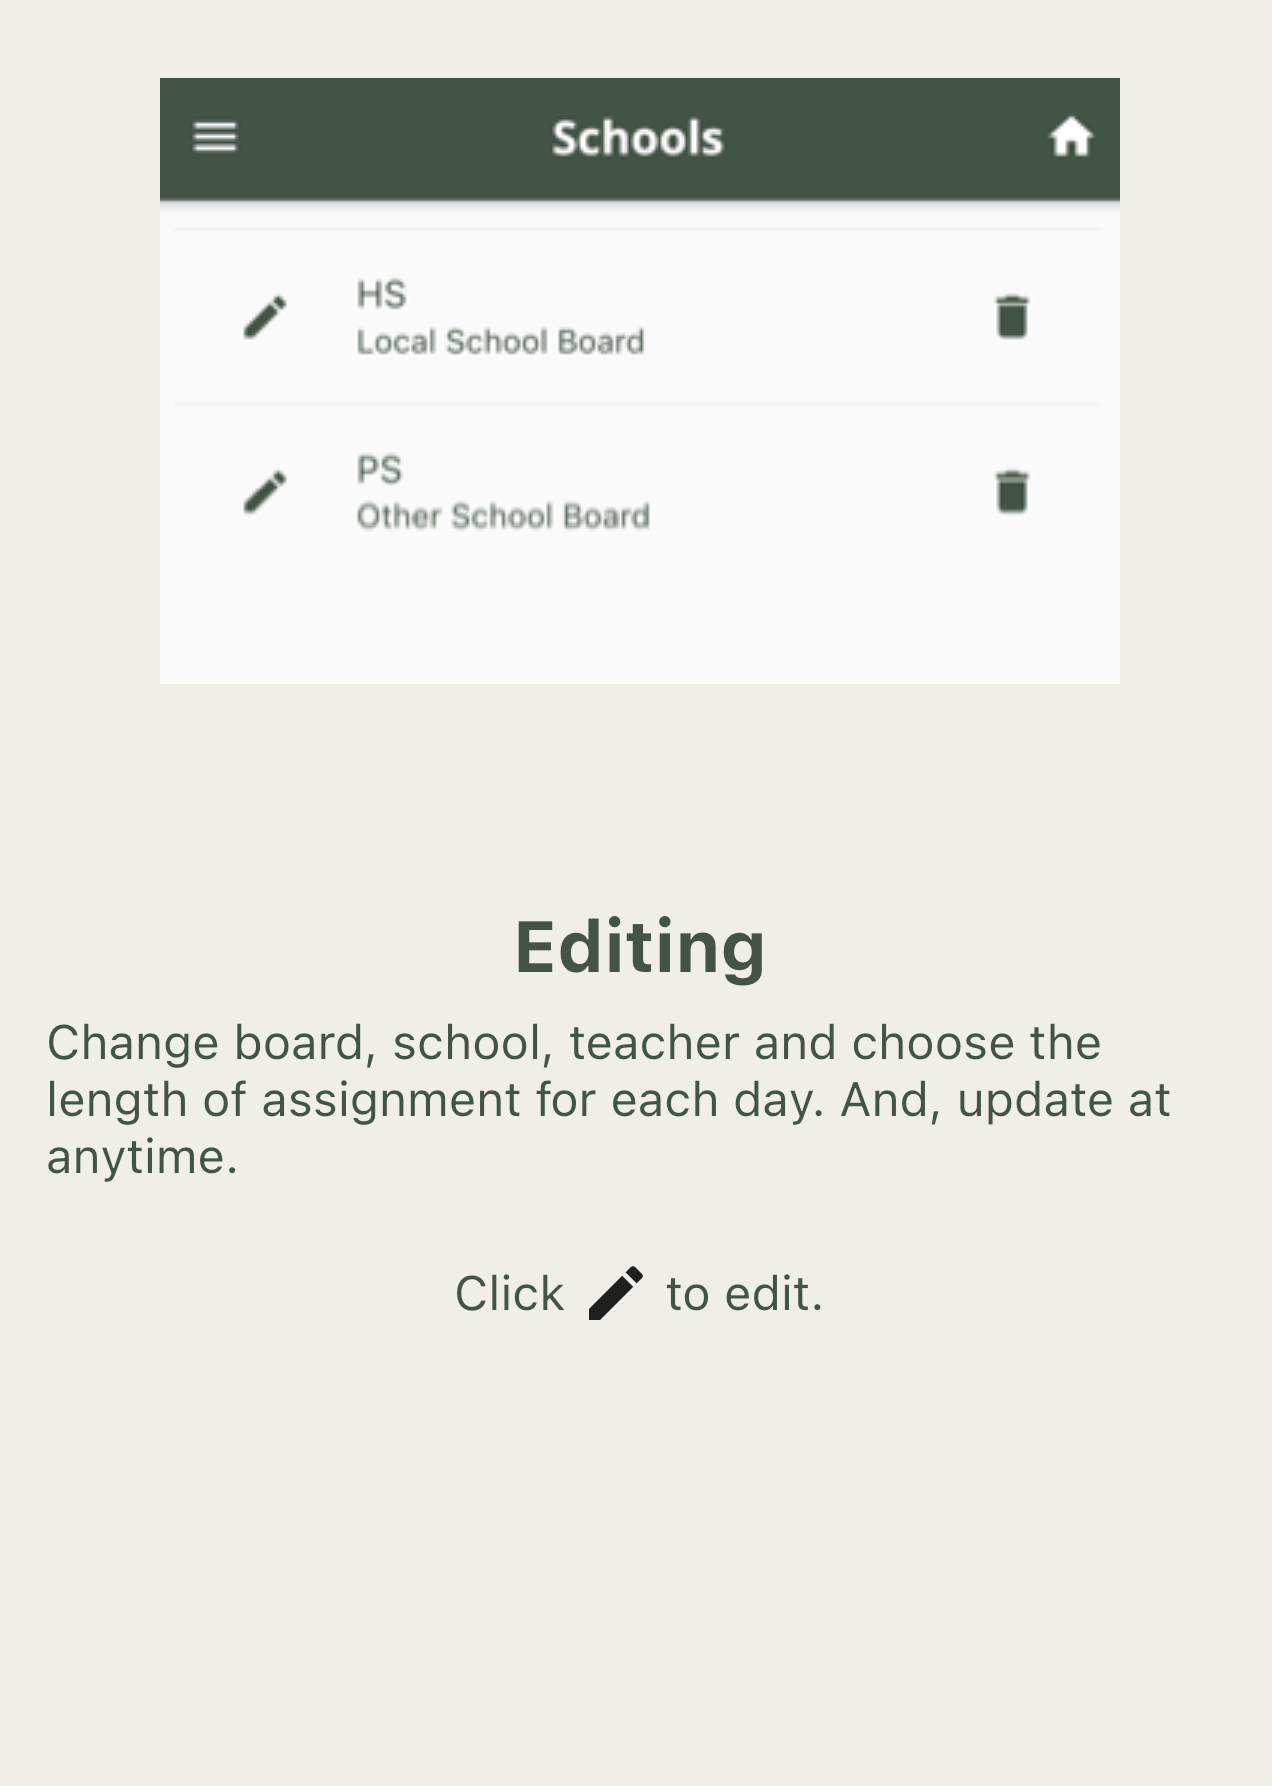 Schools
HS
Local School Board
PS
Other School Board
Editing
Change board, school, teacher and choose the
length of assignment for each day. And, update at
anytime.
Click to edit.